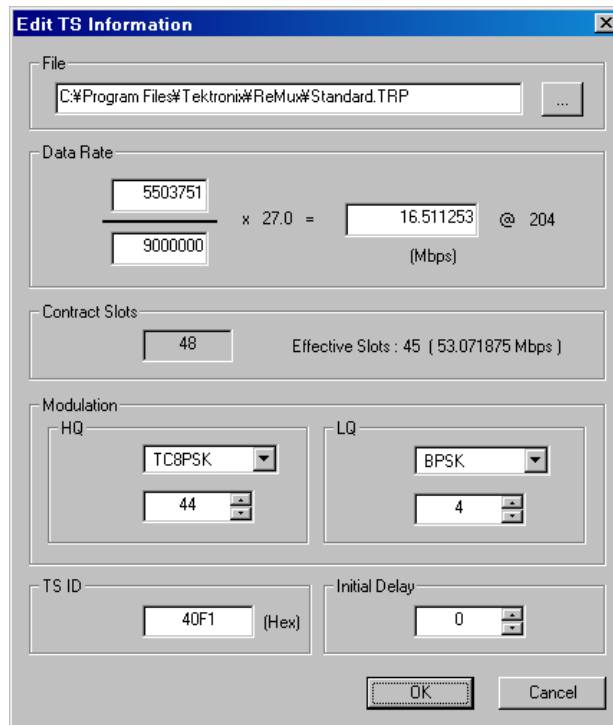 Edit TS Information
File
C:¥Program Files¥Tektronix¥ReMux¥Standard.TRP
...
Data Rate
5503751
9000000
x 27.0 =
16.511253
@ 204
(Mbps)
Contract Slots
48
Effective Slots : 45 ( 53.071875 Mbps )
Modulation
HQ
TC8PSK
44
LQ
BPSK
4
TS ID
40F1
(Hex)
Initial Delay
0
OK
Cancel